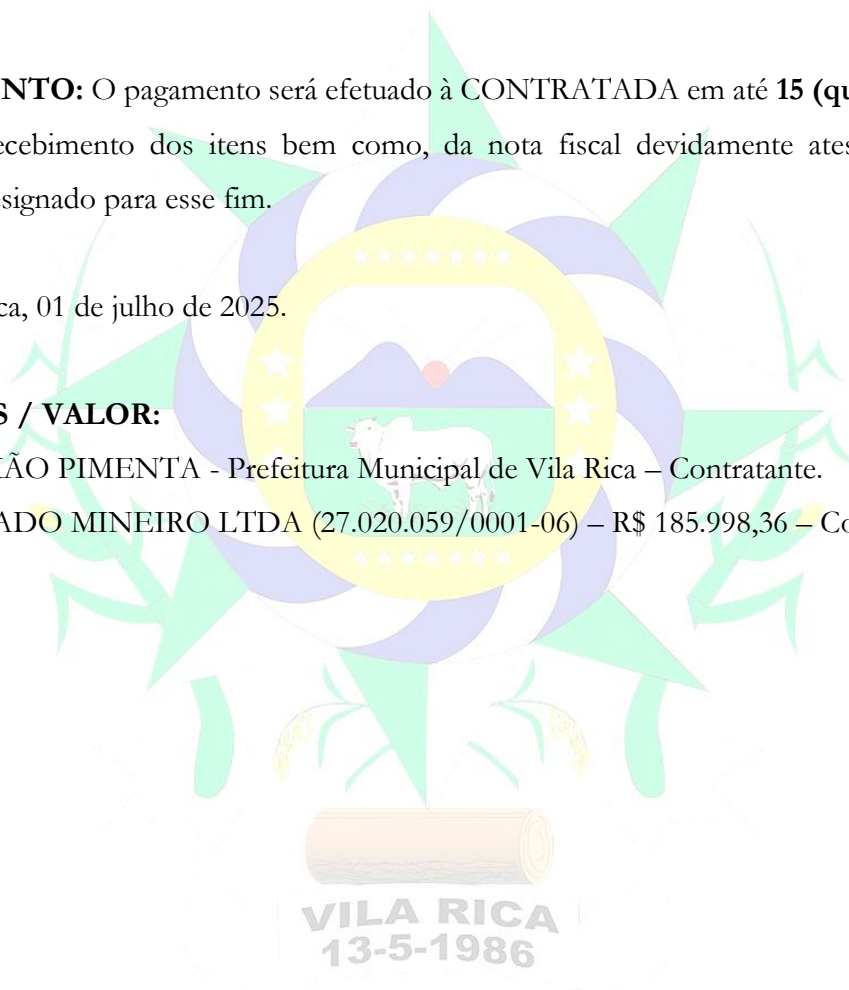 NTO: O pagamento será efetuado à CONTRATADA em até 15 (qu
ecebimento dos itens bem como, da nota fiscal devidamente ates
esignado para esse fim.
ca, 01 de julho de 2025.
S / VALOR:
ÃO PIMENTA - Prefeitura Municipal de Vila Rica – Contratante.
ADO MINEIRO LTDA (27.020.059/0001-06) – R$ 185.998,36 – Co
VILA RICA
13-5-1986